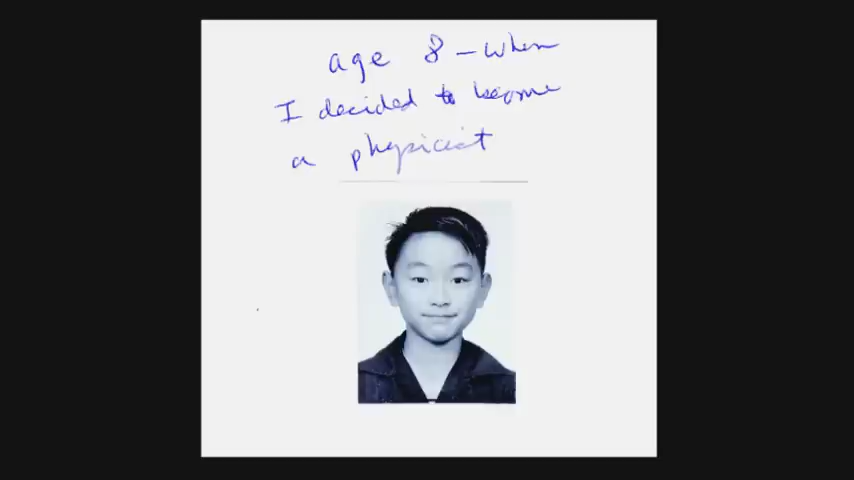 age 8 – when
I decided to become
a physicist